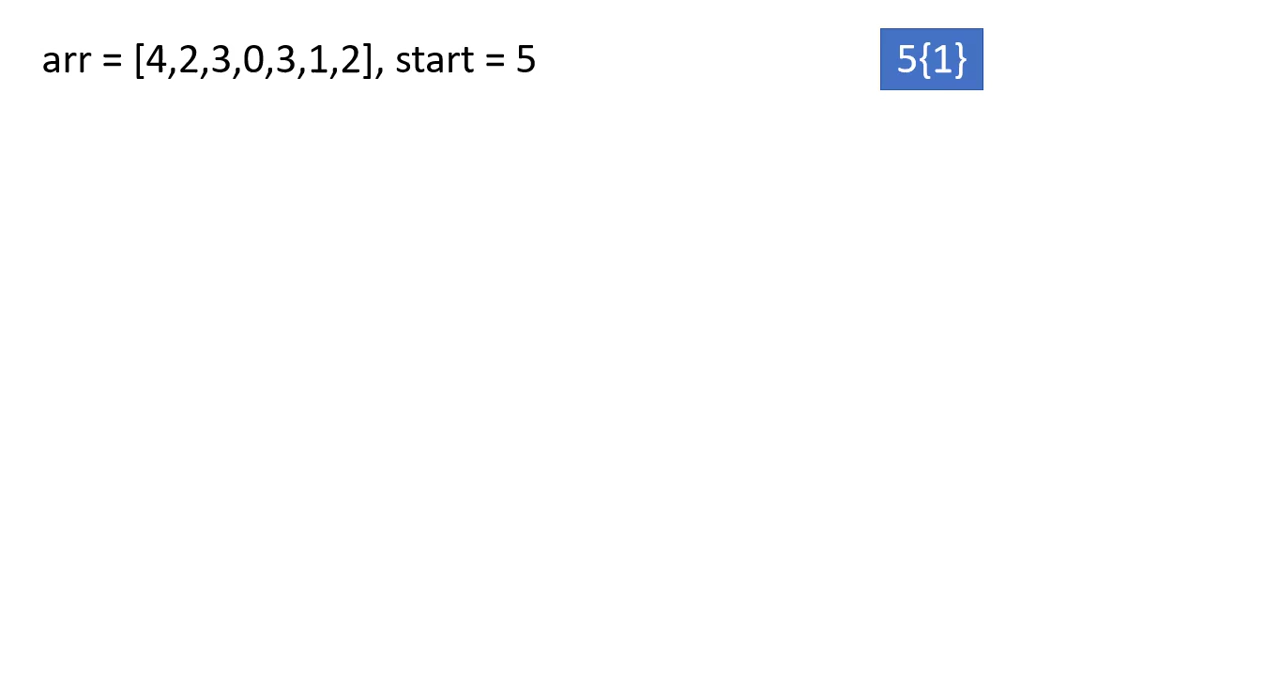 arr = [4,2,3,0,3,1,2], start = 5
5{1}